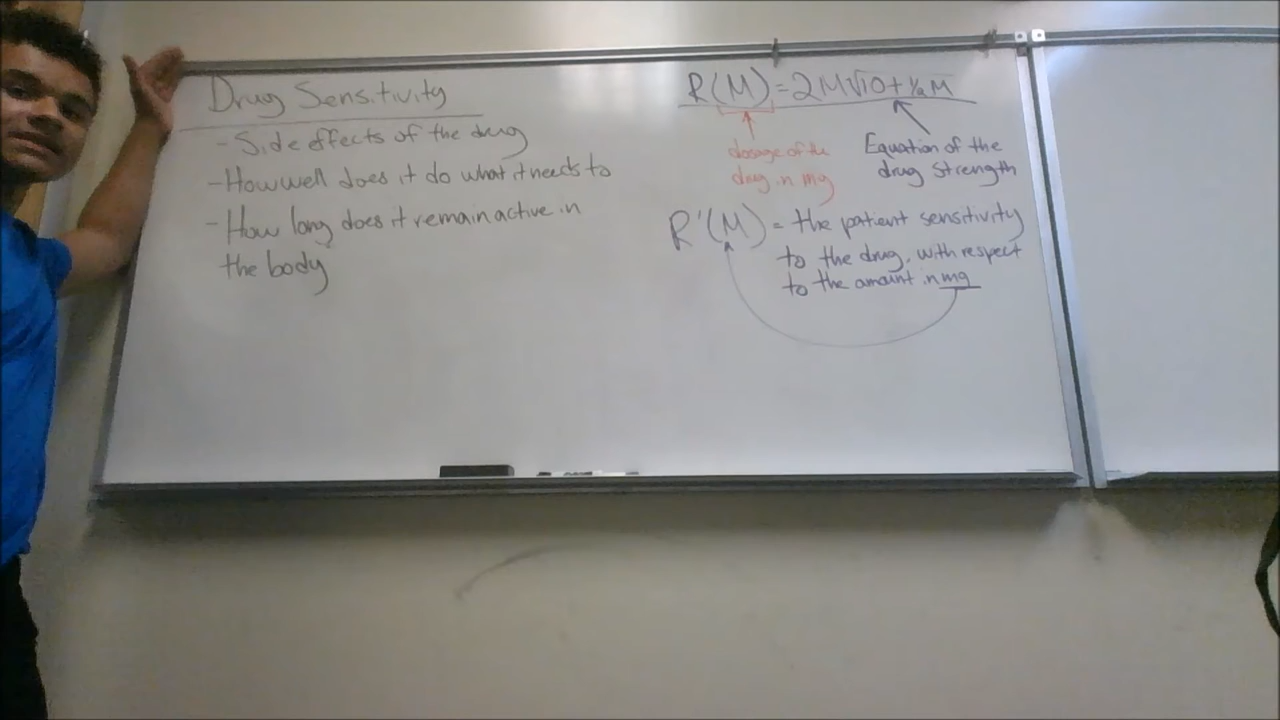 Drug Sensitivity
- Side effects of the drug
- How well does it do what it needs to
- How long does it remain active in
the body
R(M) = 2M√10+½M
dosage of the
drug in mg
Equation of the
drug Strength
R'(M) = the patient sensitivity
to the drug, with respect
to the amount in mg